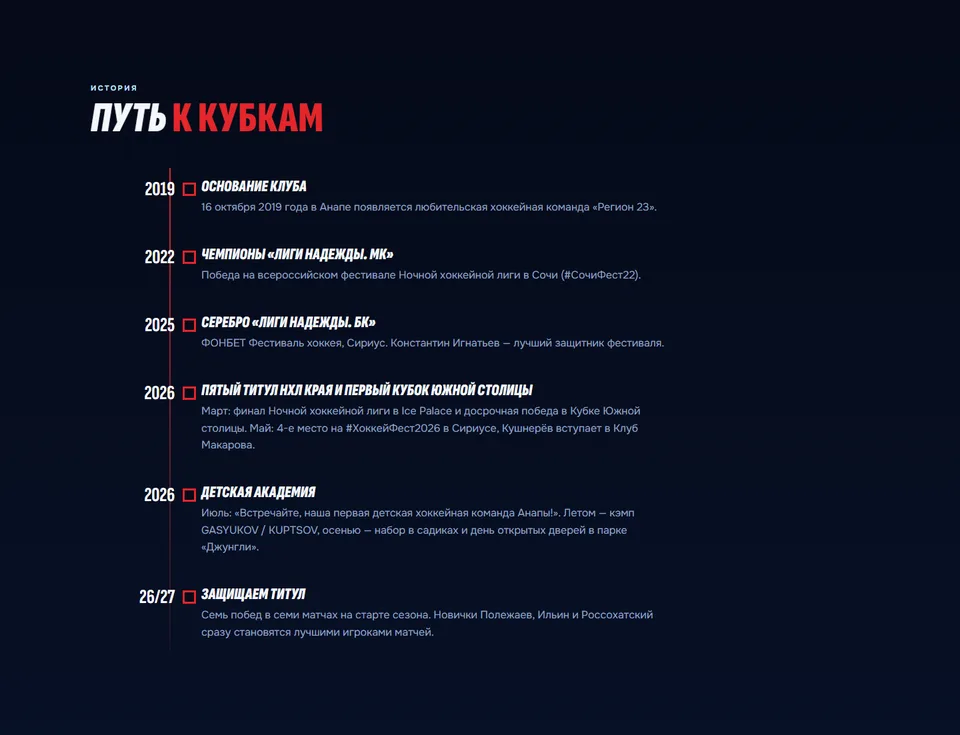 ИСТОРИЯ
ПУТЬ К КУБКАМ
2019
ОСНОВАНИЕ КЛУБА
16 октября 2019 года в Анапе появляется любительская хоккейная команда «Регион 23».
2022
ЧЕМПИОНЫ «ЛИГИ НАДЕЖДЫ. МК»
Победа на всероссийском фестивале Ночной хоккейной лиги в Сочи (#СочиФест22).
2025
СЕРЕБРО «ЛИГИ НАДЕЖДЫ. БК»
ФОНБЕТ Фестиваль хоккея, Сириус. Константин Игнатьев — лучший защитник фестиваля.
2026
ПЯТЫЙ ТИТУЛ НХЛ КРАЯ И ПЕРВЫЙ КУБОК ЮЖНОЙ СТОЛИЦЫ
Март: финал Ночной хоккейной лиги в Ice Palace и досрочная победа в Кубке Южной
столицы. Май: 4-е место на #ХоккейФест2026 в Сириусе, Кушнерёв вступает в Клуб
Макарова.
2026
ДЕТСКАЯ АКАДЕМИЯ
Июль: «Встречайте, наша первая детская хоккейная команда Анапы!». Летом — кэмп
GASYUKOV / KUPTSOV, осенью — набор в садиках и день открытых дверей в парке
«Джунгли».
26/27
ЗАЩИЩАЕМ ТИТУЛ
Семь побед в семи матчах на старте сезона. Новички Полежаев, Ильин и Россохатский
сразу становятся лучшими игроками матчей.